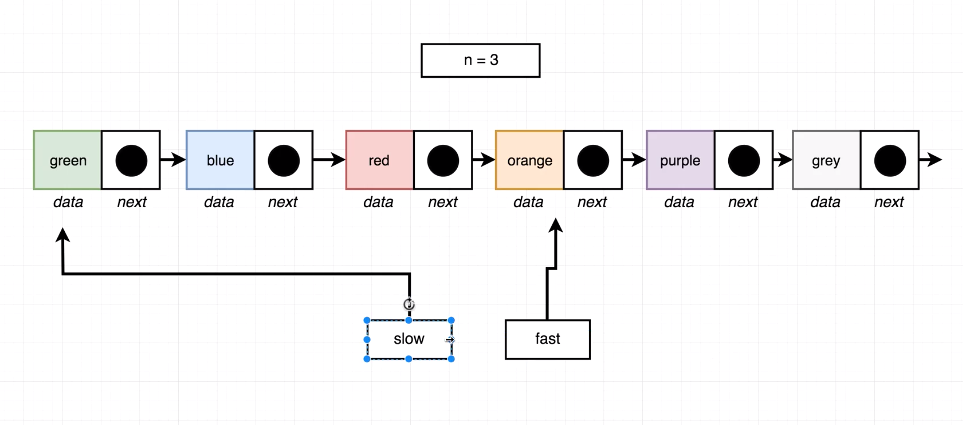 n = 3
green blue red orange purple grey
data next data next data next data next data next data next
slow fast